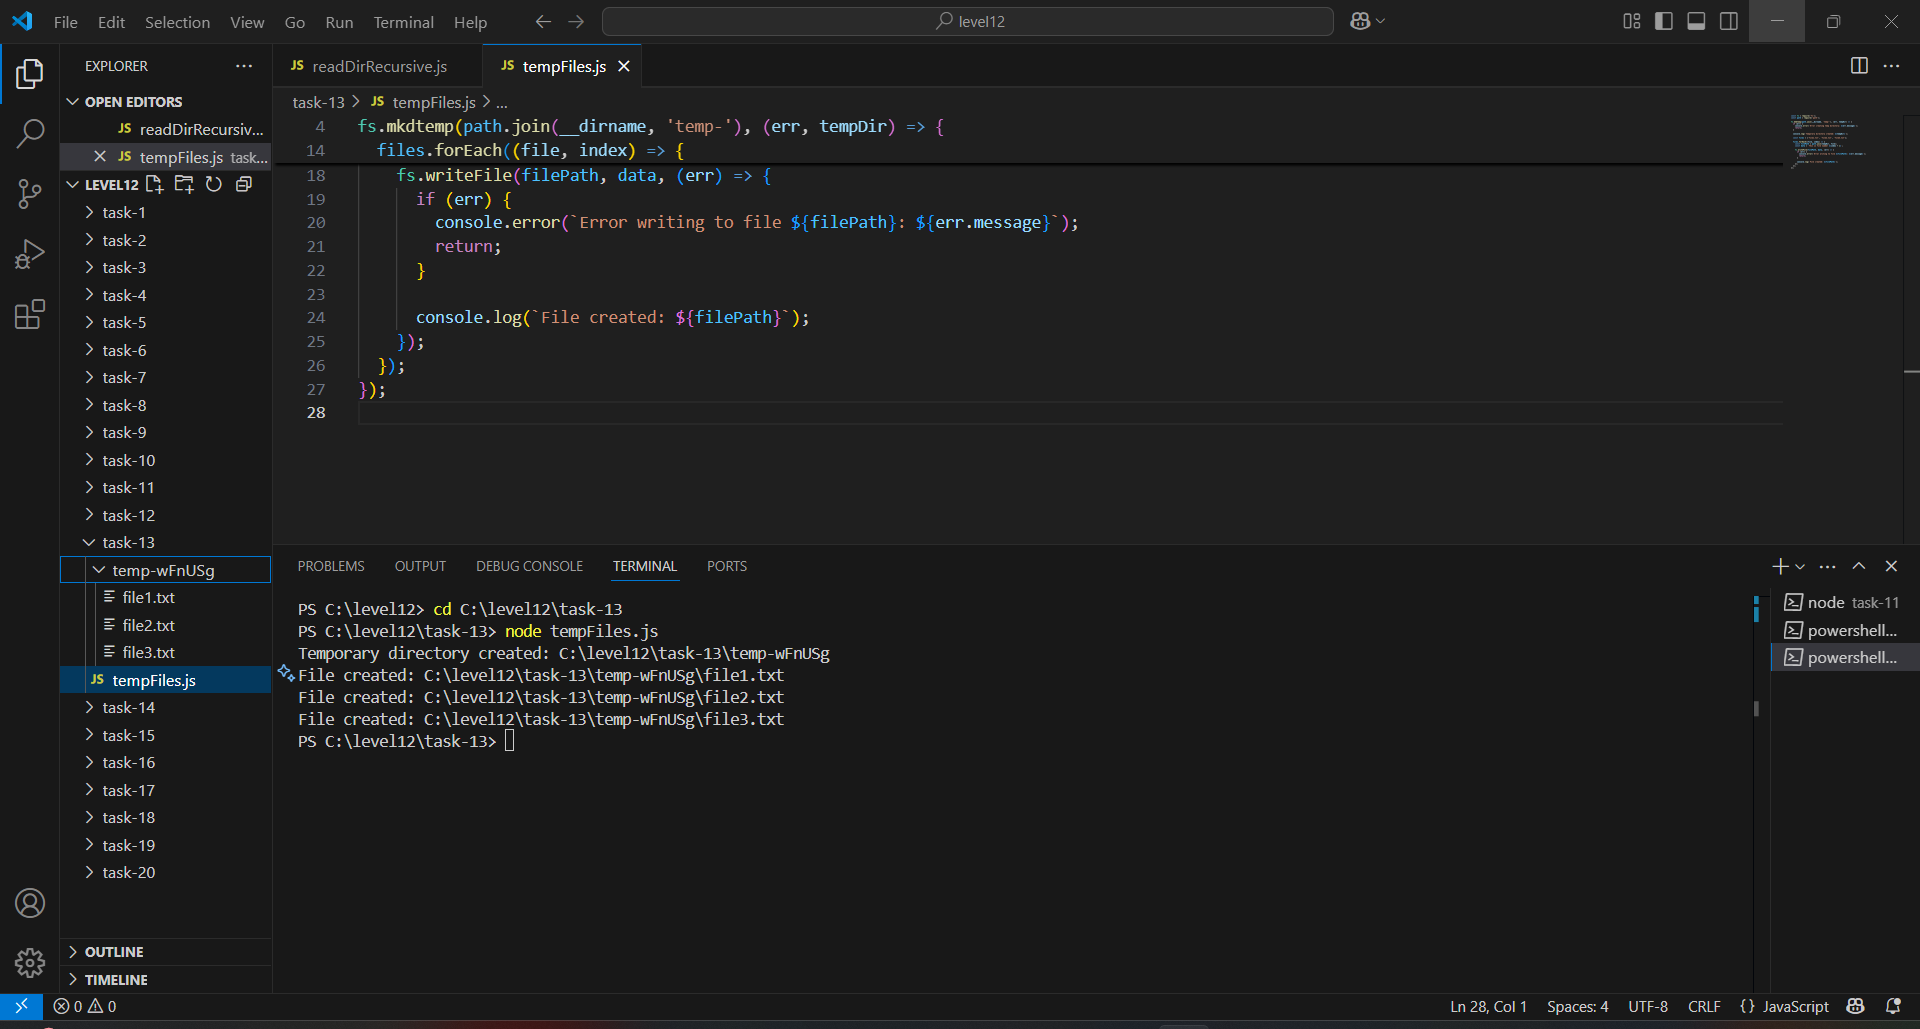 File Edit Selection View Go Run Terminal Help
level12
EXPLORER
OPEN EDITORS
JS readDirRecursiv...
JS tempFiles.js task...
LEVEL12
task-1
task-2
task-3
task-4
task-5
task-6
task-7
task-8
task-9
task-10
task-11
task-12
task-13
temp-wFnUSg
file1.txt
file2.txt
file3.txt
JS tempFiles.js
task-14
task-15
task-16
task-17
task-18
task-19
task-20
OUTLINE
TIMELINE
JS readDirRecursive.js
JS tempFiles.js
task-13 > JS tempFiles.js > ...
4 fs.mkdtemp(path.join(__dirname, 'temp-'), (err, tempDir) => {
14 files.forEach((file, index) => {
18 fs.writeFile(filePath, data, (err) => {
19 if (err) {
20 console.error(`Error writing to file ${filePath}: ${err.message}`);
21 return;
22 }
23
24 console.log(`File created: ${filePath}`);
25 });
26 });
27 });
28
PROBLEMS OUTPUT DEBUG CONSOLE TERMINAL PORTS
PS C:\level12> cd C:\level12\task-13
PS C:\level12\task-13> node tempFiles.js
Temporary directory created: C:\level12\task-13\temp-wFnUSg
File created: C:\level12\task-13\temp-wFnUSg\file1.txt
File created: C:\level12\task-13\temp-wFnUSg\file2.txt
File created: C:\level12\task-13\temp-wFnUSg\file3.txt
PS C:\level12\task-13>
node task-11
powershell...
powershell...
0 0
Ln 28, Col 1 Spaces: 4 UTF-8 CRLF {} JavaScript